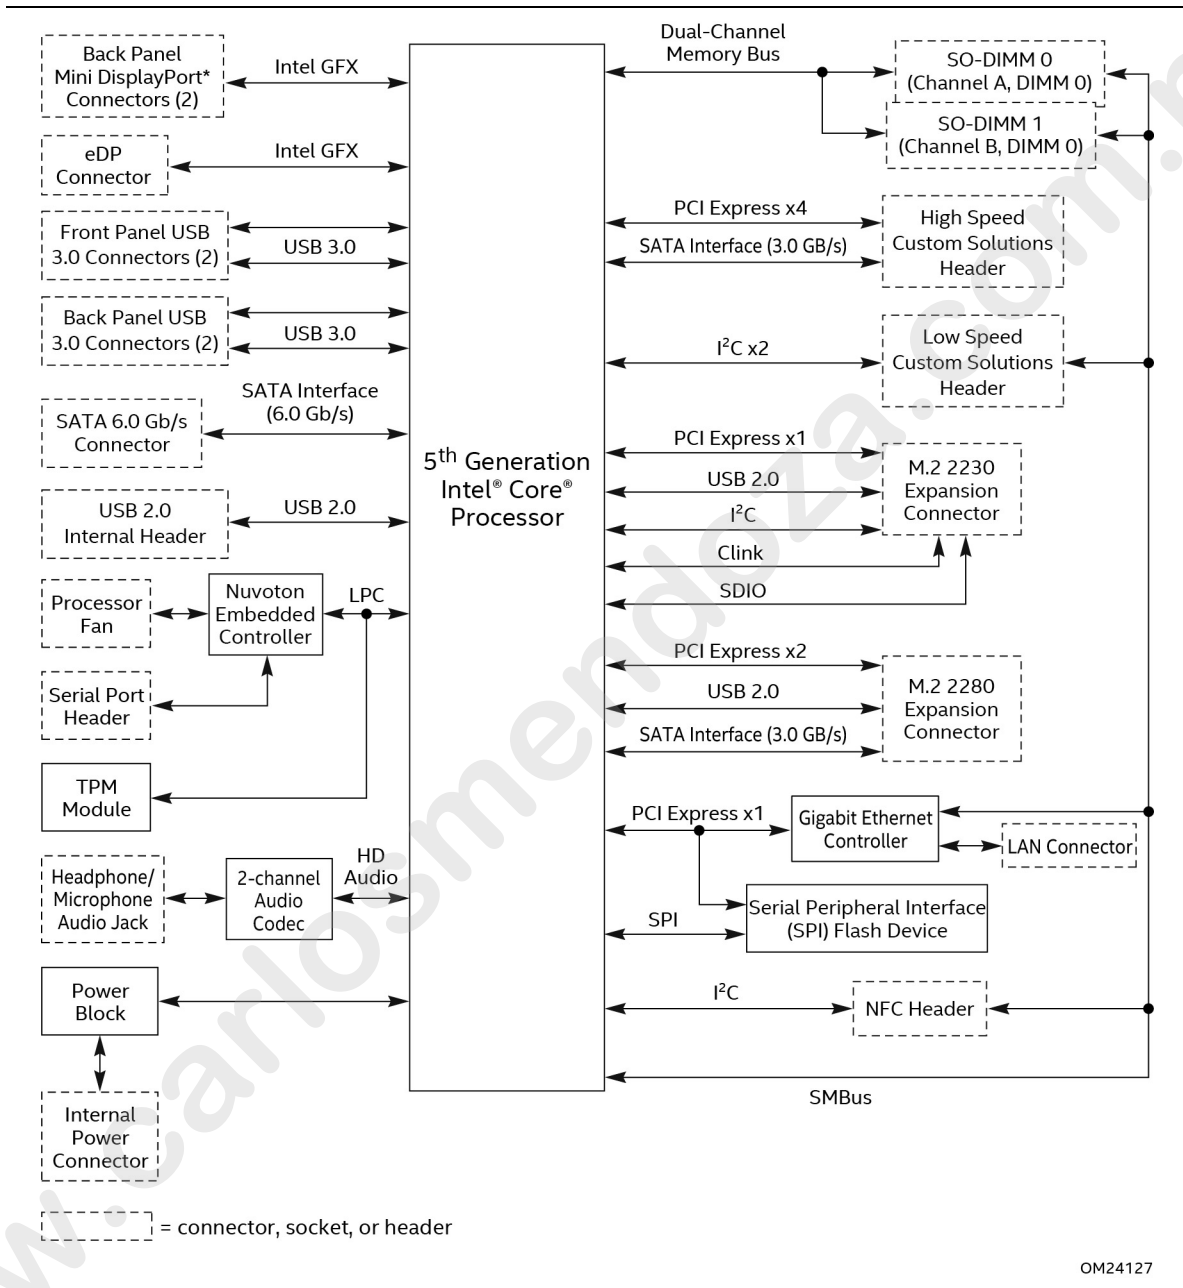 Back Panel
Mini DisplayPort*
Connectors (2)
Intel GFX
eDP
Connector
Intel GFX
Front Panel USB
3.0 Connectors (2)
USB 3.0
Back Panel USB
3.0 Connectors (2)
USB 3.0
SATA Interface
(6.0 Gb/s)
SATA 6.0 Gb/s
Connector
USB 2.0
Internal Header
USB 2.0
Processor
Fan
Nuvoton
Embedded
Controller
LPC
Serial Port
Header
TPM
Module
Headphone/
Microphone
Audio Jack
2-channel
Audio
Codec
HD
Audio
Power
Block
Internal
Power
Connector
5th Generation
Intel® Core®
Processor
Dual-Channel
Memory Bus
SO-DIMM 0
(Channel A, DIMM 0)
SO-DIMM 1
(Channel B, DIMM 0)
PCI Express x4
SATA Interface (3.0 GB/s)
High Speed
Custom Solutions
Header
I²C x2
Low Speed
Custom Solutions
Header
PCI Express x1
USB 2.0
I²C
Clink
SDIO
M.2 2230
Expansion
Connector
PCI Express x2
USB 2.0
SATA Interface (3.0 GB/s)
M.2 2280
Expansion
Connector
PCI Express x1
Gigabit Ethernet
Controller
LAN Connector
SPI
Serial Peripheral Interface
(SPI) Flash Device
I²C
NFC Header
SMBus
= connector, socket, or header
OM24127
w.carlosmendoza.com.